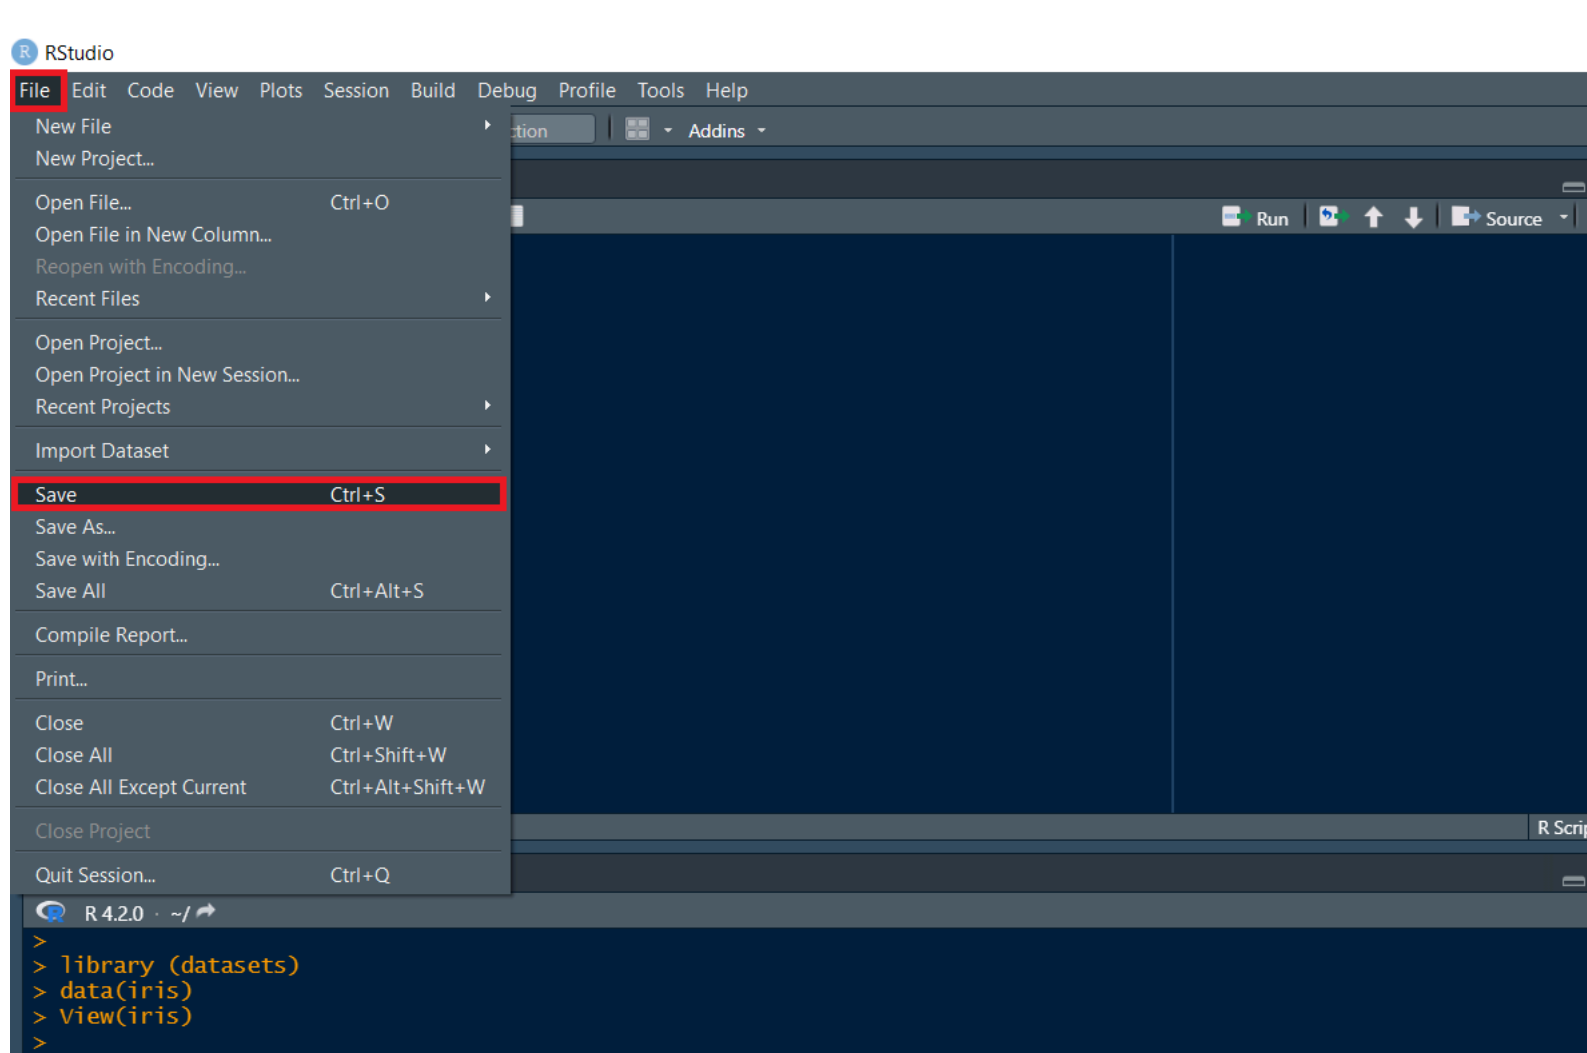 RStudio
File Edit Code View Plots Session Build Debug Profile Tools Help
New File
Addins
New Project...
Open File... Ctrl+O
Run Source
Open File in New Column...
Reopen with Encoding...
Recent Files
Open Project...
Open Project in New Session...
Recent Projects
Import Dataset
Save Ctrl+S
Save As...
Save with Encoding...
Save All Ctrl+Alt+S
Compile Report...
Print...
Close Ctrl+W
Close All Ctrl+Shift+W
Close All Except Current Ctrl+Alt+Shift+W
Close Project
R Scrip
Quit Session... Ctrl+Q
R 4.2.0 · ~/
>
> library (datasets)
> data(iris)
> View(iris)
>